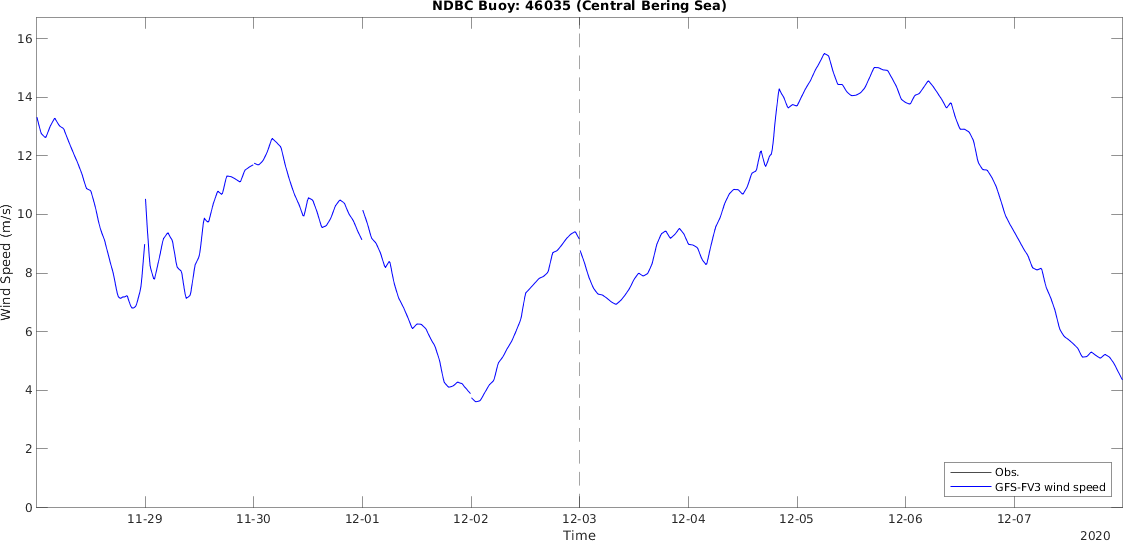 NDBC Buoy: 46035 (Central Bering Sea)
16
14
12
10
8
6
4
2
0
Wind Speed (m/s)
Obs.
GFS-FV3 wind speed
11-29 11-30 12-01 12-02 12-03 12-04 12-05 12-06 12-07
Time
2020